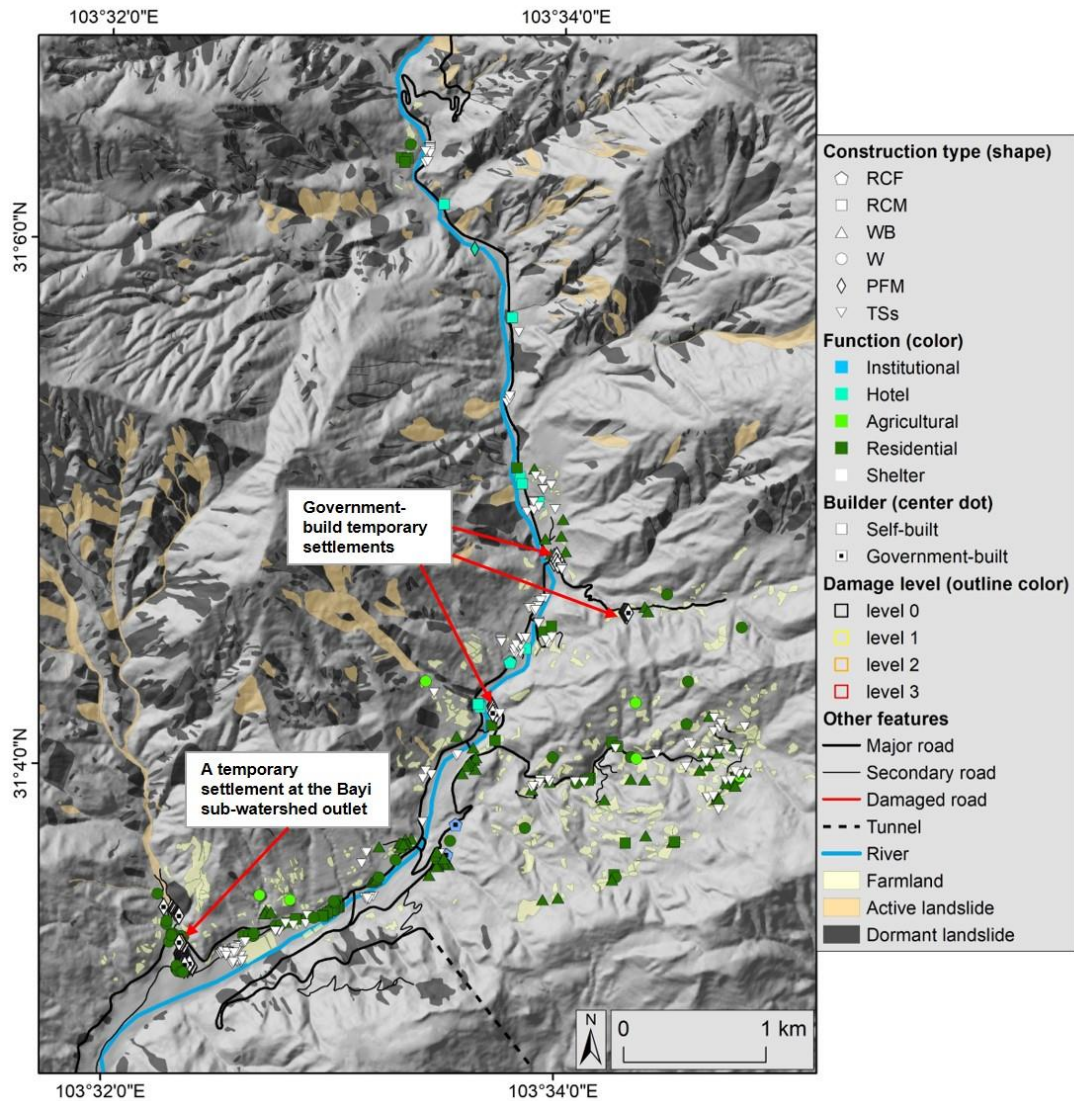 103°32'0"E
103°34'0"E
31°6'0"N
31°4'0"N
Government-
build temporary
settlements
A temporary
settlement at the Bayi
sub-watershed outlet
N
0
1 km
103°32'0"E
103°34'0"E
Construction type (shape)
RCF
RCM
WB
W
PFM
TSs
Function (color)
Institutional
Hotel
Agricultural
Residential
Shelter
Builder (center dot)
Self-built
Government-built
Damage level (outline color)
level 0
level 1
level 2
level 3
Other features
Major road
Secondary road
Damaged road
Tunnel
River
Farmland
Active landslide
Dormant landslide